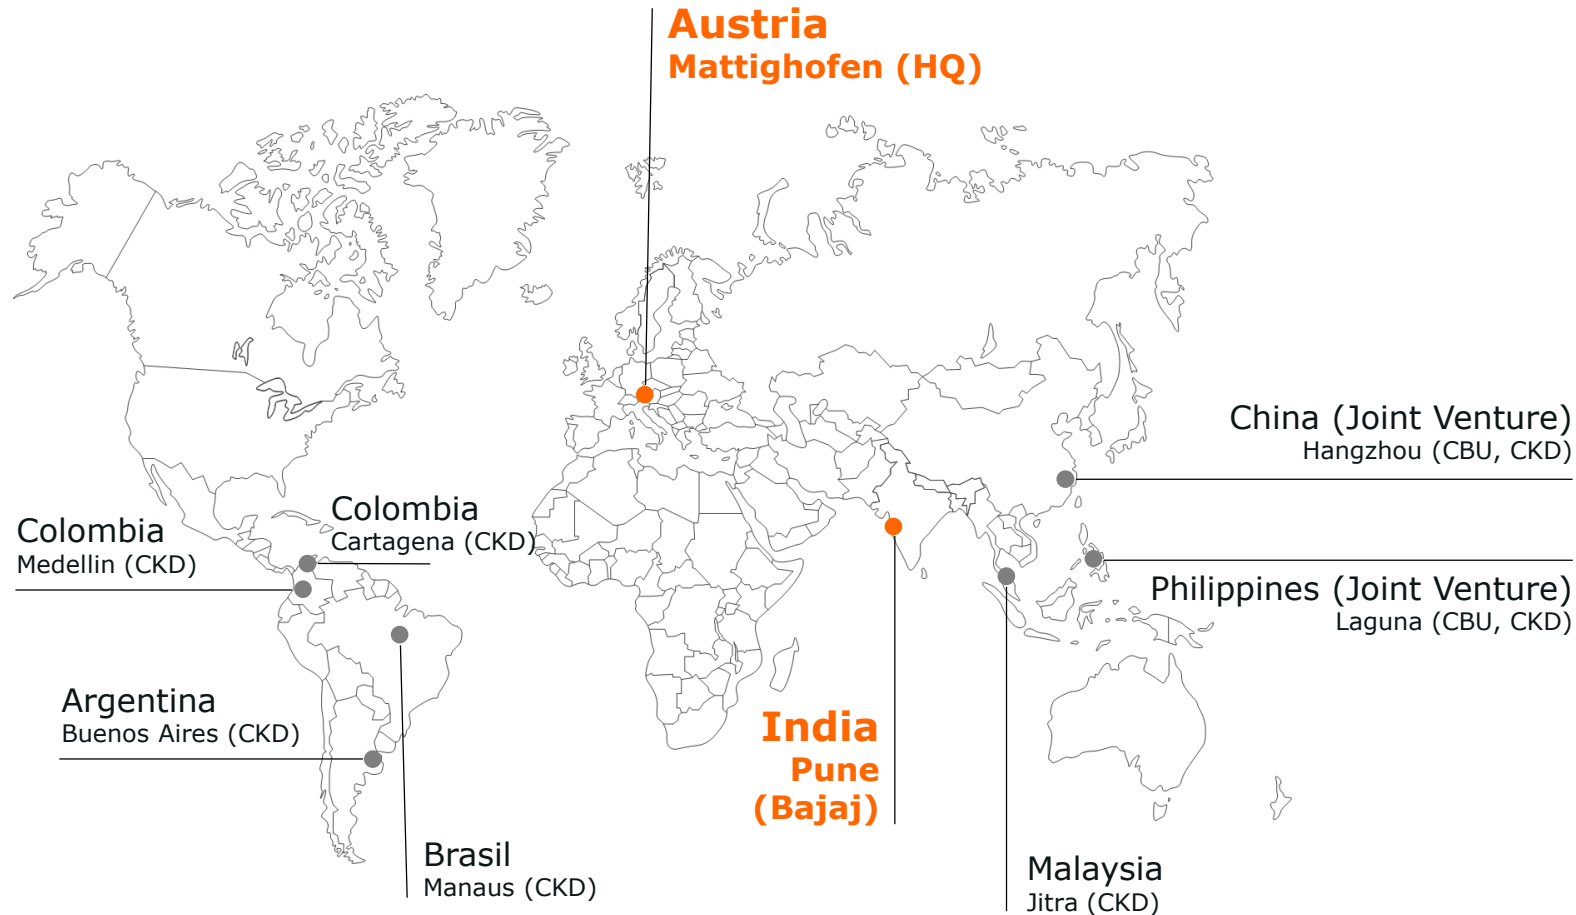 Austria
Mattighofen (HQ)
China (Joint Venture)
Hangzhou (CBU, CKD)
Colombia
Cartagena (CKD)
Colombia
Medellin (CKD)
Philippines (Joint Venture)
Laguna (CBU, CKD)
Argentina
Buenos Aires (CKD)
India
Pune
(Bajaj)
Brasil
Manaus (CKD)
Malaysia
Jitra (CKD)